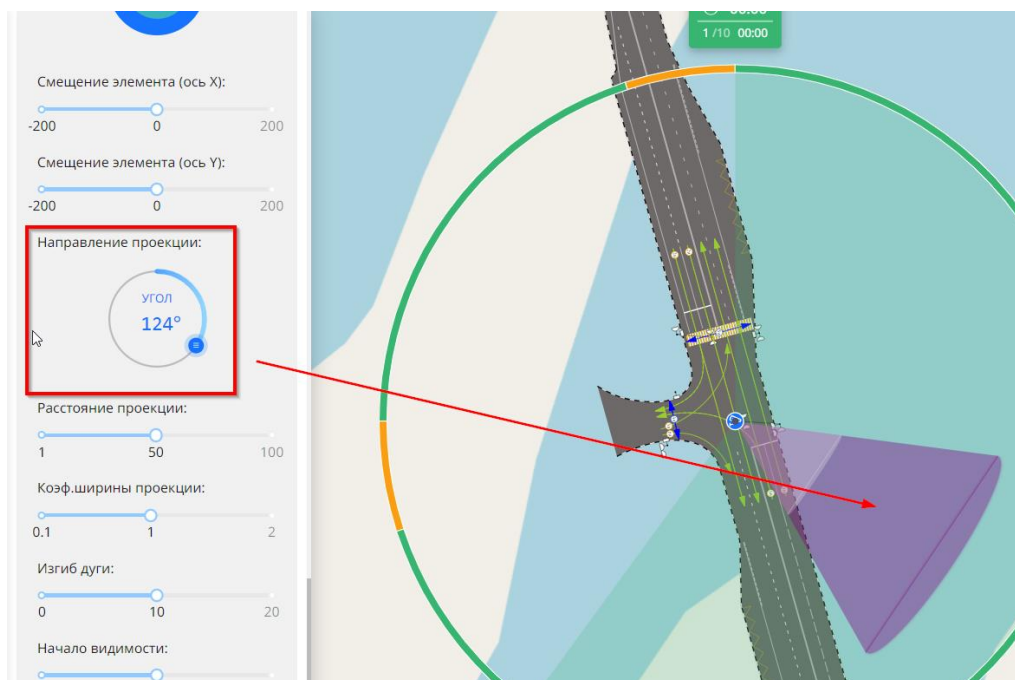 1 /10 00:00
Смещение элемента (ось X):
-200 0 200
Смещение элемента (ось Y):
-200 0 200
Направление проекции:
УГОЛ
124°
Расстояние проекции:
1 50 100
Коэф.ширины проекции:
0.1 1 2
Изгиб дуги:
0 10 20
Начало видимости: